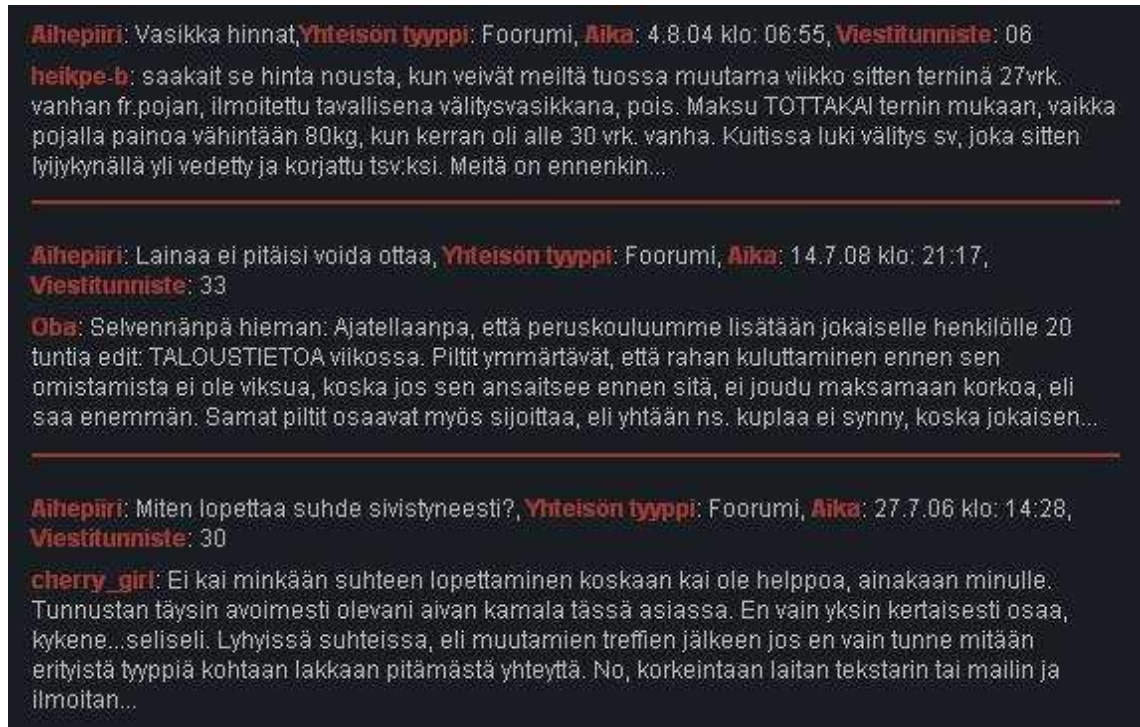 Aihepiiri: Vasikka hinnat,Yhteisön tyyppi: Foorumi, Aika: 4.8.04 klo: 06:55, Viestitunniste: 06
heikpe-b: saakait se hinta nousta, kun veivät meiltä tuossa muutama viikko sitten terninä 27vrk.
vanhan fr.pojan, ilmoitettu tavallisena välitysvasikkana, pois. Maksu TOTTAKAI ternin mukaan, vaikka
pojalla painoa vähintään 80kg, kun kerran oli alle 30 vrk. vanha. Kuitissa luki välitys sv, joka sitten
lyijykynällä yli vedetty ja korjattu tsv:ksi. Meitä on ennenkin...
Aihepiiri: Lainaa ei pitäisi voida ottaa, Yhteisön tyyppi: Foorumi, Aika: 14.7.08 klo: 21:17,
Viestitunniste: 33
Oba: Selvennänpä hieman: Ajatellaanpa, että peruskouluumme lisätään jokaiselle henkilölle 20
tuntia edit: TALOUSTIETOA viikossa. Piltit ymmärtävät, että rahan kuluttaminen ennen sen
omistamista ei ole viksua, koska jos sen ansaitsee ennen sitä, ei joudu maksamaan korkoa, eli
saa enemmän. Samat piltit osaavat myös sijoittaa, eli yhtään ns. kuplaa ei synny, koska jokaisen...
Aihepiiri: Miten lopettaa suhde sivistyneesti?, Yhteisön tyyppi: Foorumi, Aika: 27.7.06 klo: 14:28,
Viestitunniste: 30
cherry_girl: Ei kai minkään suhteen lopettaminen koskaan kai ole helppoa, ainakaan minulle.
Tunnustan täysin avoimesti olevani aivan kamala tässä asiassa. En vain yksin kertaisesti osaa,
kykene...seliseli. Lyhyissä suhteissa, eli muutamien treffien jälkeen jos en vain tunne mitään
erityistä tyyppiä kohtaan lakkaan pitämästä yhteyttä. No, korkeintaan laitan tekstarin tai mailin ja
ilmoitan...